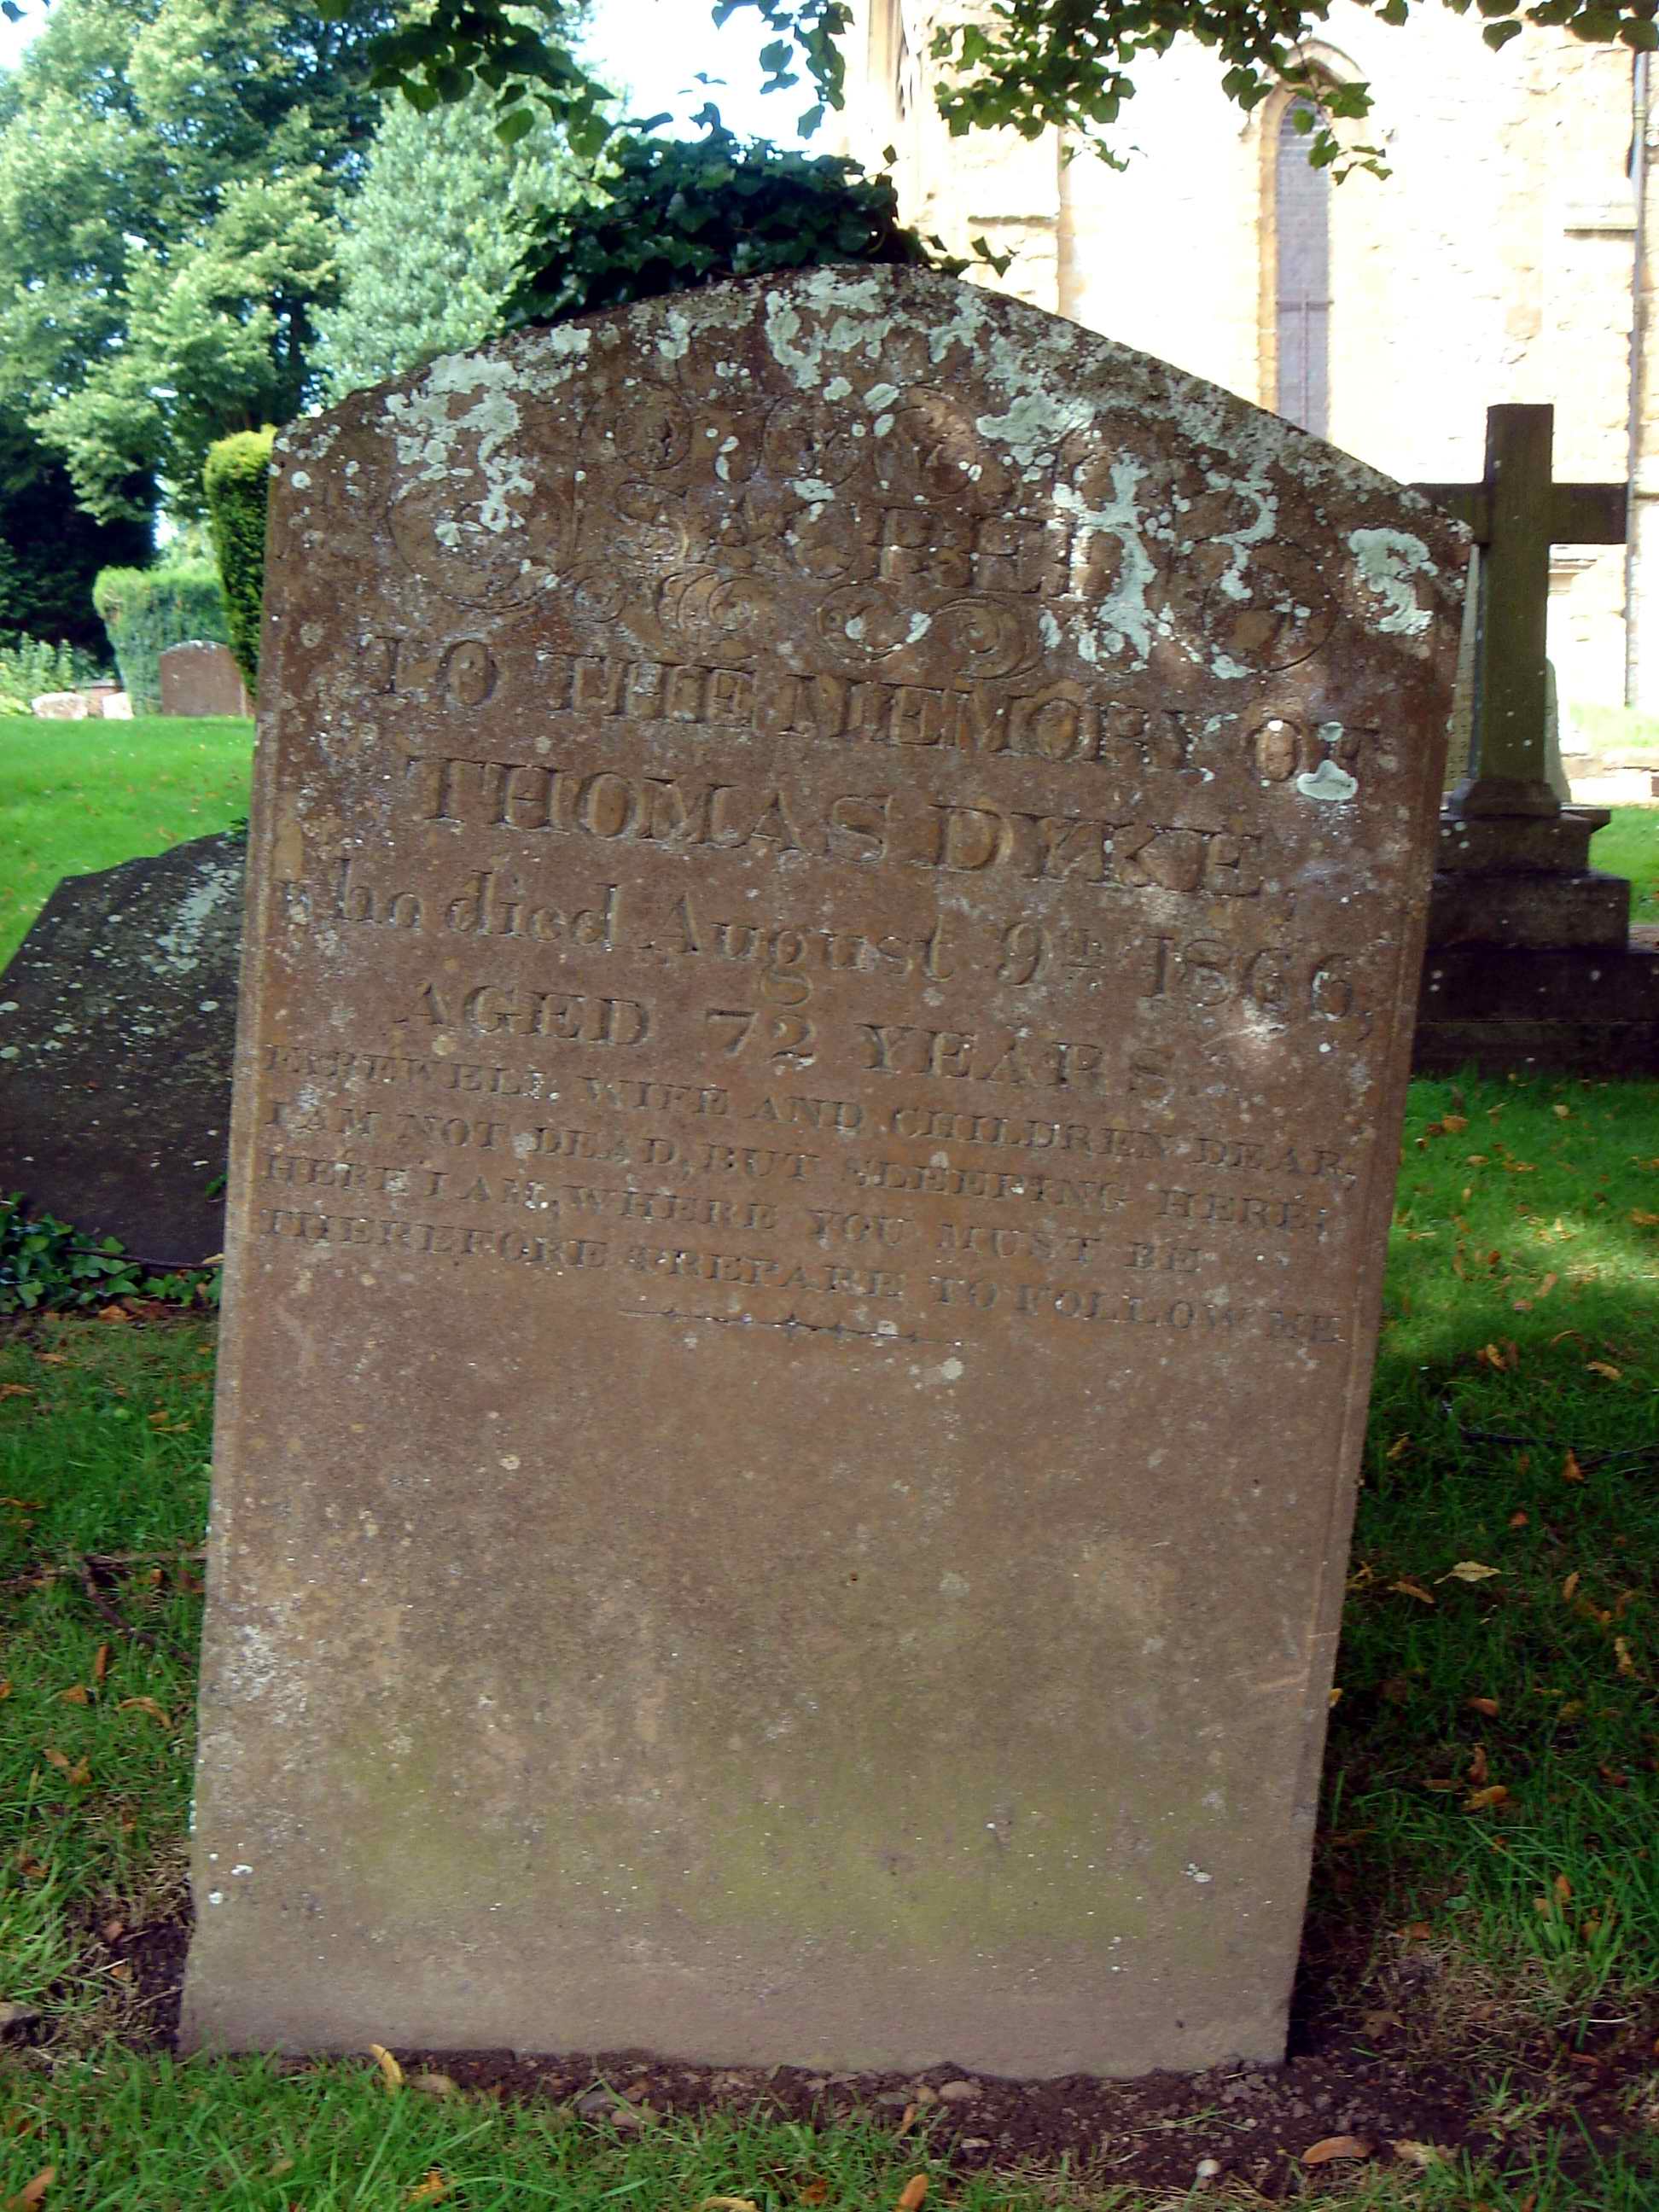 SACRED
TO THE MEMORY OF
THOMAS DYKE,
who died August 9th 1866,
AGED 72 YEARS.
FAREWELL WIFE AND CHILDREN DEAR,
I AM NOT DEAD, BUT SLEEPING HERE;
HERE I AM, WHERE YOU MUST BE
THEREFORE PREPARE TO FOLLOW ME